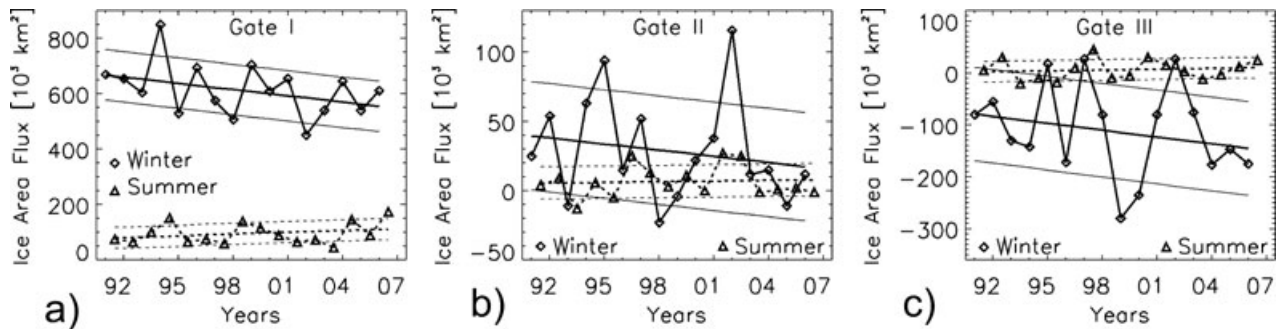 Gate I
Ice Area Flux [10³ km²]
800
600
400
200
0
Winter
Summer
92 95 98 01 04 07
Years
a)
Gate II
Ice Area Flux [10³ km²]
100
50
0
−50
Winter Summer
92 95 98 01 04 07
Years
b)
Gate III
Ice Area Flux [10³ km²]
100
0
−100
−200
−300
Winter Summer
92 95 98 01 04 07
Years
c)